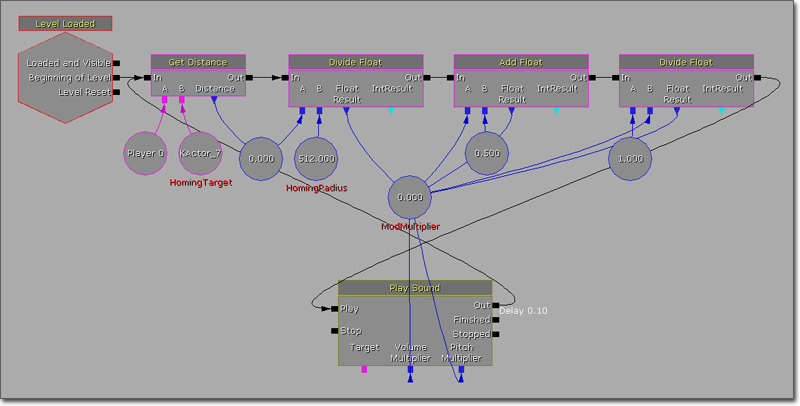 Level Loaded
Loaded and Visible
Beginning of Level
Level Reset
Get Distance
In Out
A B Distance
Divide Float
In Out
A B Float Result IntResult
Add Float
In Out
A B Float Result IntResult
Divide Float
In Out
A B Float Result IntResult
Player 0
KActor_7
HomingTarget
0.000
512.000
HomingRadius
0.000
ModMultiplier
0.500
1.000
Play Sound
Play Out
Delay 0.10
Finished
Stop Stopped
Target Volume Multiplier Pitch Multiplier